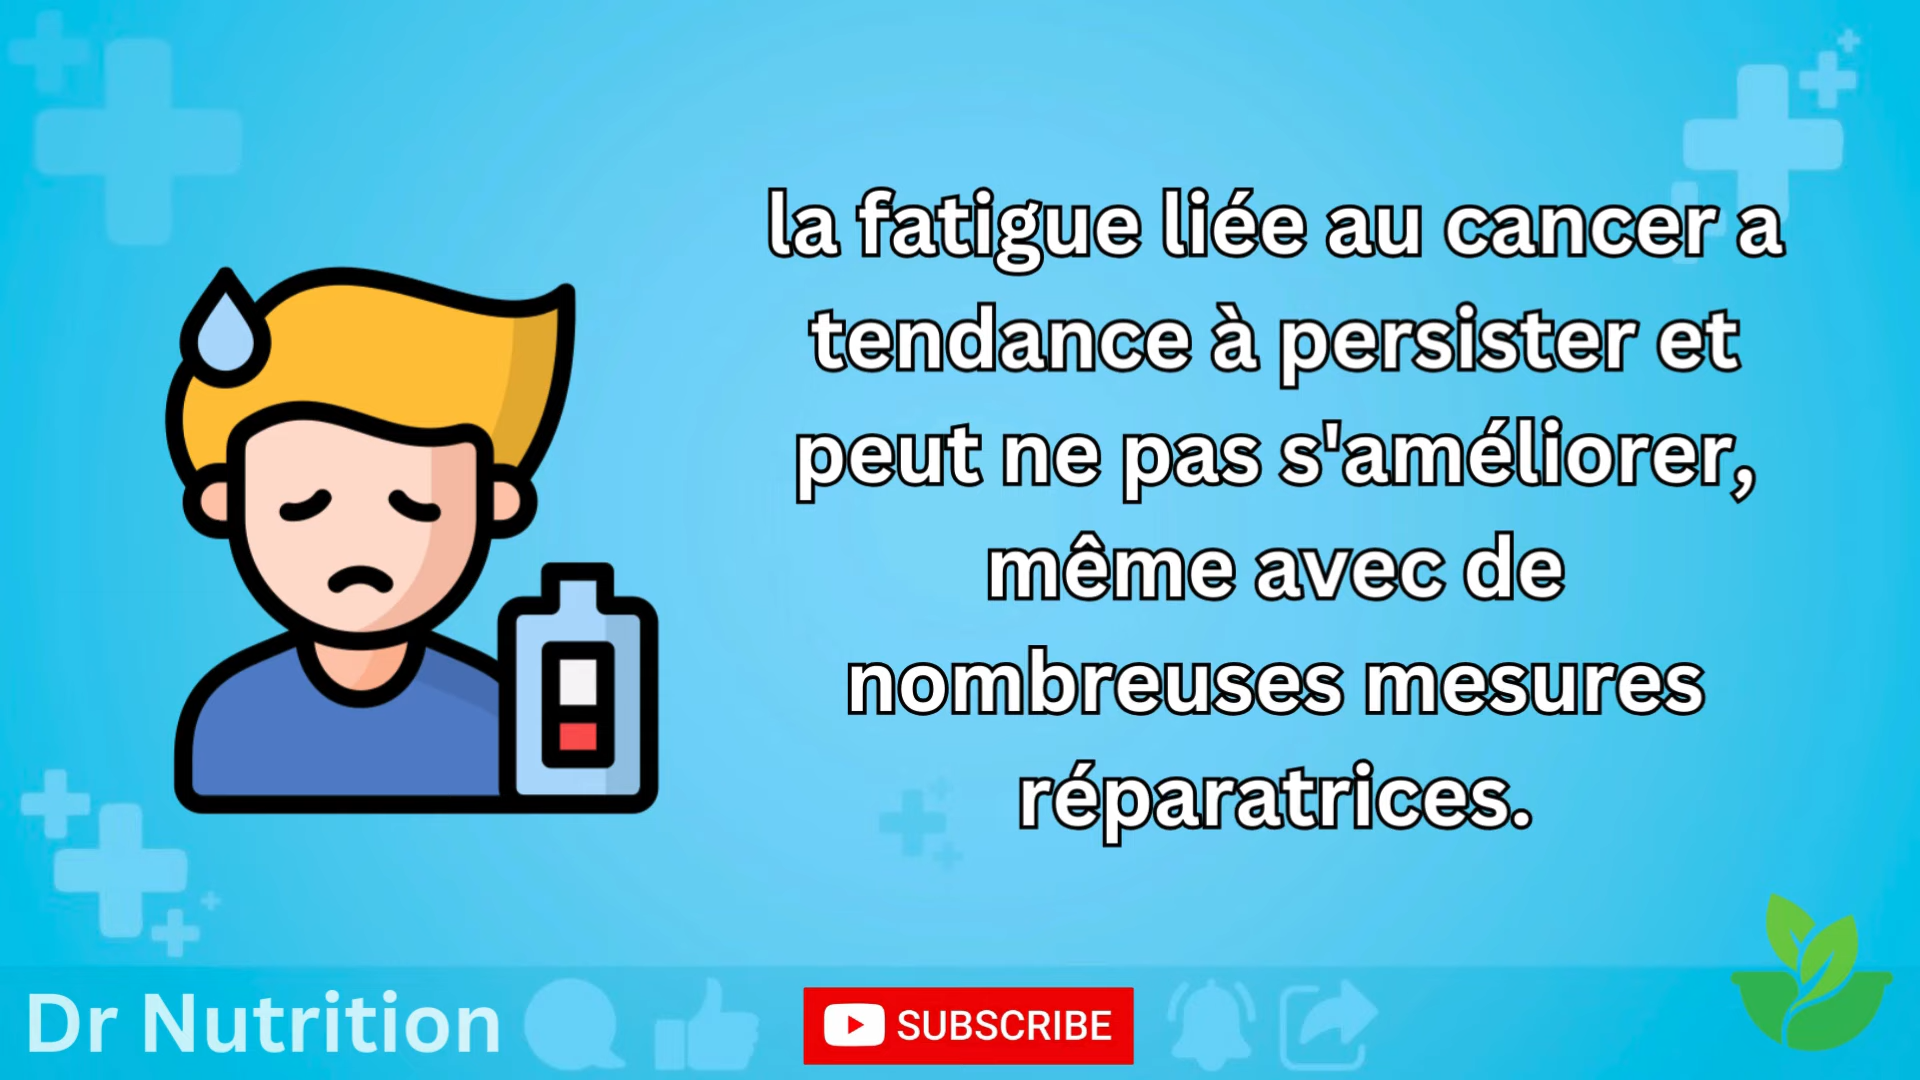 la fatigue liée au cancer a
tendance à persister et
peut ne pas s'améliorer,
même avec de
nombreuses mesures
réparatrices.
Dr Nutrition
SUBSCRIBE